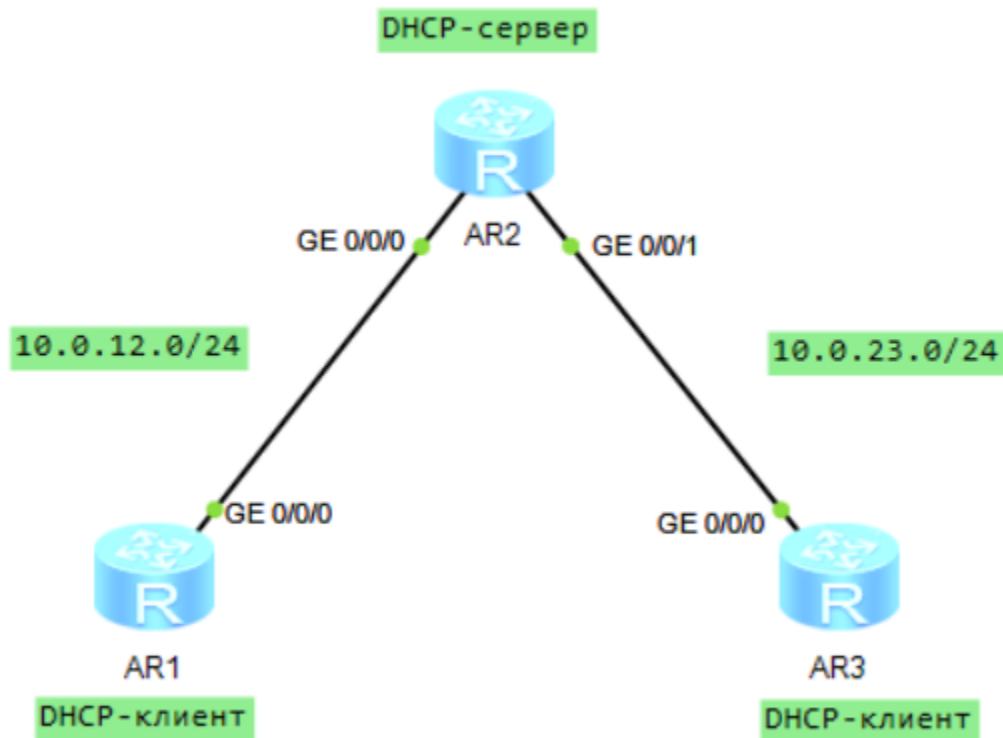 DHCP-сервер
R
GE 0/0/0
AR2
GE 0/0/1
10.0.12.0/24
10.0.23.0/24
GE 0/0/0
GE 0/0/0
R
R
AR1
AR3
DHCP-клиент
DHCP-клиент